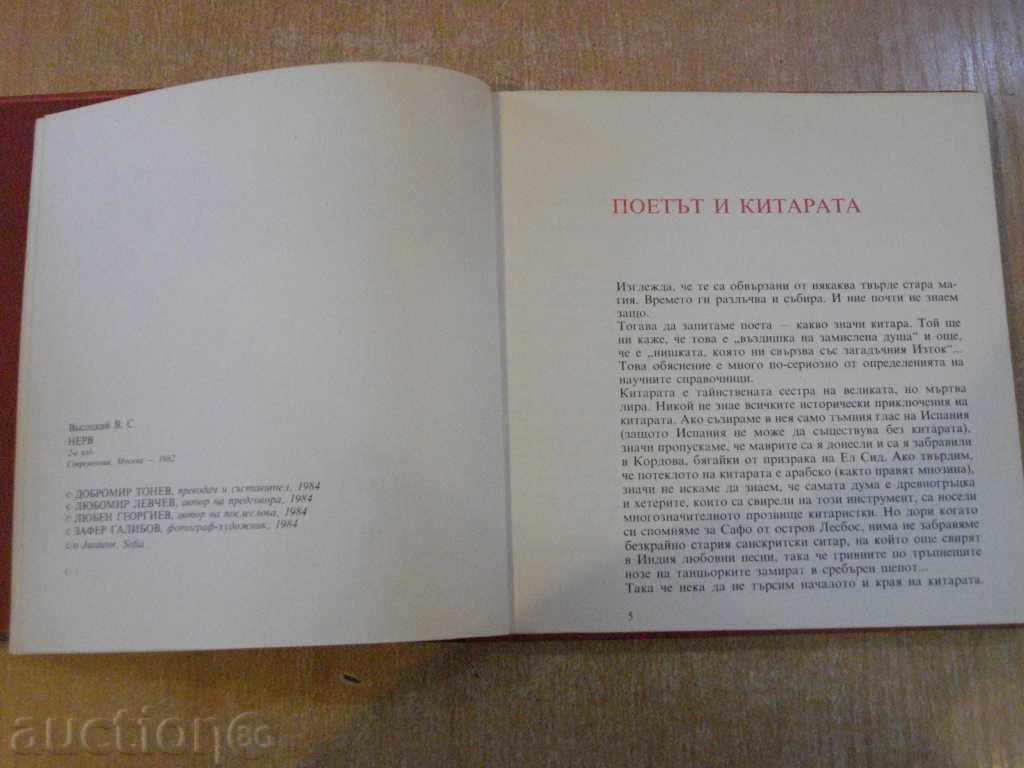 Высоцкий В. С.
НЕРВ
2-е изд.
Современник, Москва — 1982
© ДОБРОМИР ТОНЕВ, преводач и съставител, 1984
© ЛЮБОМИР ЛЕВЧЕВ, автор на предговора, 1984
© ЛЮБЕН ГЕОРГИЕВ, автор на послеслова, 1984
© ЗАФЕР ГАЛИБОВ, фотограф-художник, 1984
c/o Jusautor, Sofia
ПОЕТЪТ И КИТАРАТА
Изглежда, че те са обвързани от някаква твърде стара ма-
гия. Времето ги разлъчва и събира. И ние почти не знаем
защо.
Тогава да запитаме поета — какво значи китара. Той ще
ни каже, че това е „въздишка на замислена душа“ и още,
че е „нишката, която ни свързва със загадъчния Изток“...
Това обяснение е много по-сериозно от определенията на
научните справочници.
Китарата е тайнствената сестра на великата, но мъртва
лира. Никой не знае всичките исторически приключения на
китарата. Ако съзираме в нея само тъмния глас на Испания
(защото Испания не може да съществува без китарата),
значи пропускаме, че маврите са я донесли и са я забравили
в Кордова, бягайки от призрака на Ел Сид. Ако твърдим,
че потеклото на китарата е арабско (както правят мнозина),
значи не искаме да знаем, че самата дума е древногръцка
и хетерите, които са свирели на този инструмент, са носели
многозначителното прозвище китаристки. Но дори когато
си спомняме за Сафо от остров Лесбос, нима не забравяме
безкрайно стария санскритски ситар, на който още свирят
в Индия любовни песни, така че гривните по тръпнещите
нозе на танцьорките замират в сребърен шепот...
Така че нека да не търсим началото и края на китарата.
5
auction86